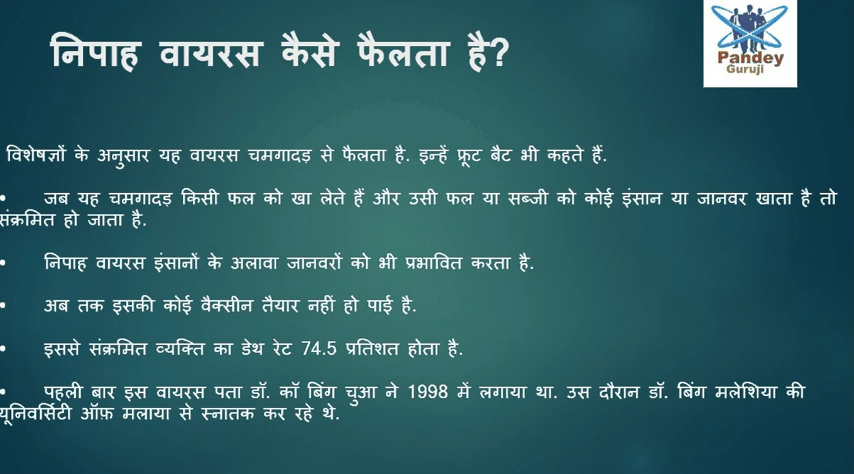 निपाह वायरस कैसे फैलता है?
Pandey
Guruji
विशेषज्ञों के अनुसार यह वायरस चमगादड़ से फैलता है. इन्हें फ्रूट बैट भी कहते हैं.
• जब यह चमगादड़ किसी फल को खा लेते हैं और उसी फल या सब्जी को कोई इंसान या जानवर खाता है तो
संक्रमित हो जाता है.
• निपाह वायरस इंसानों के अलावा जानवरों को भी प्रभावित करता है.
• अब तक इसकी कोई वैक्सीन तैयार नहीं हो पाई है.
• इससे संक्रमित व्यक्ति का डेथ रेट 74.5 प्रतिशत होता है.
• पहली बार इस वायरस पता डॉ. कॉ बिंग चुआ ने 1998 में लगाया था. उस दौरान डॉ. बिंग मलेशिया की
यूनिवर्सिटी ऑफ़ मलाया से स्नातक कर रहे थे.